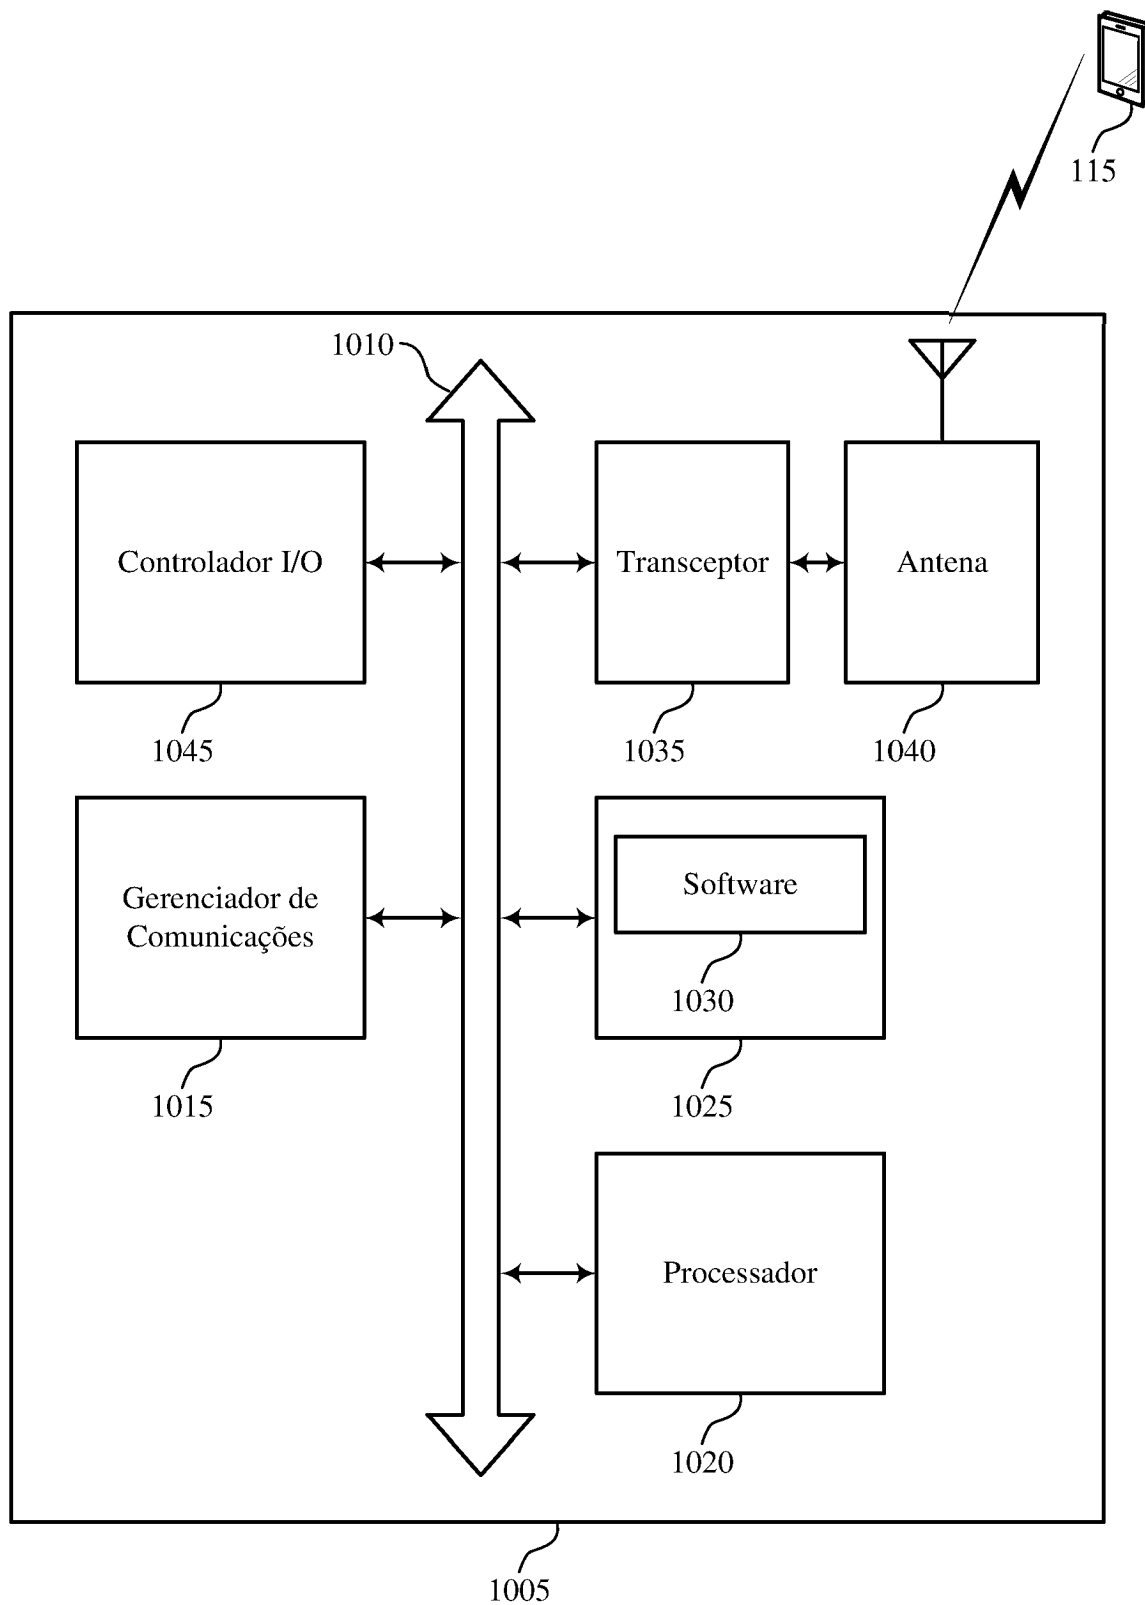 115
1010
Controlador I/O
Transceptor
Antena
1045
1035
1040
Gerenciador de
Comunicações
Software
1030
1015
1025
Processador
1020
1005